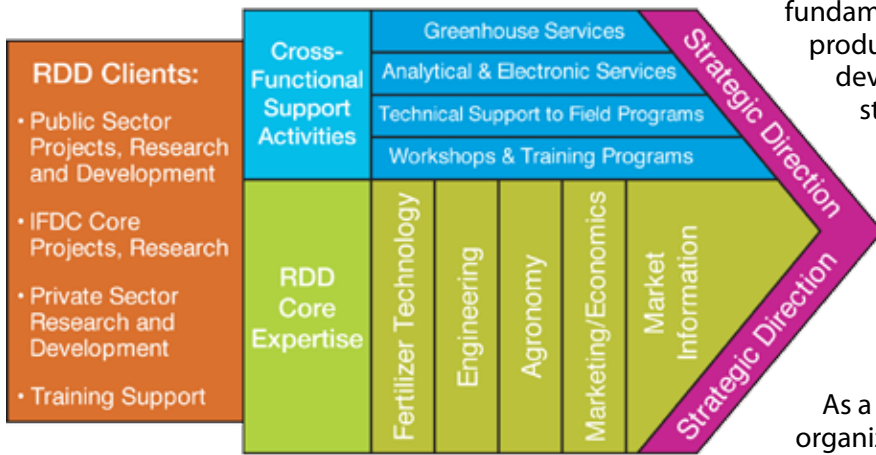 RDD Clients:
• Public Sector
Projects, Research
and Development
• IFDC Core
Projects, Research
• Private Sector
Research and
Development
• Training Support
Cross-
Functional
Support
Activities
Greenhouse Services
Analytical & Electronic Services
Technical Support to Field Programs
Workshops & Training Programs
RDD
Core
Expertise
Fertilizer Technology
Engineering
Agronomy
Marketing/Economics
Market
Information
Strategic Direction
Strategic Direction
As a